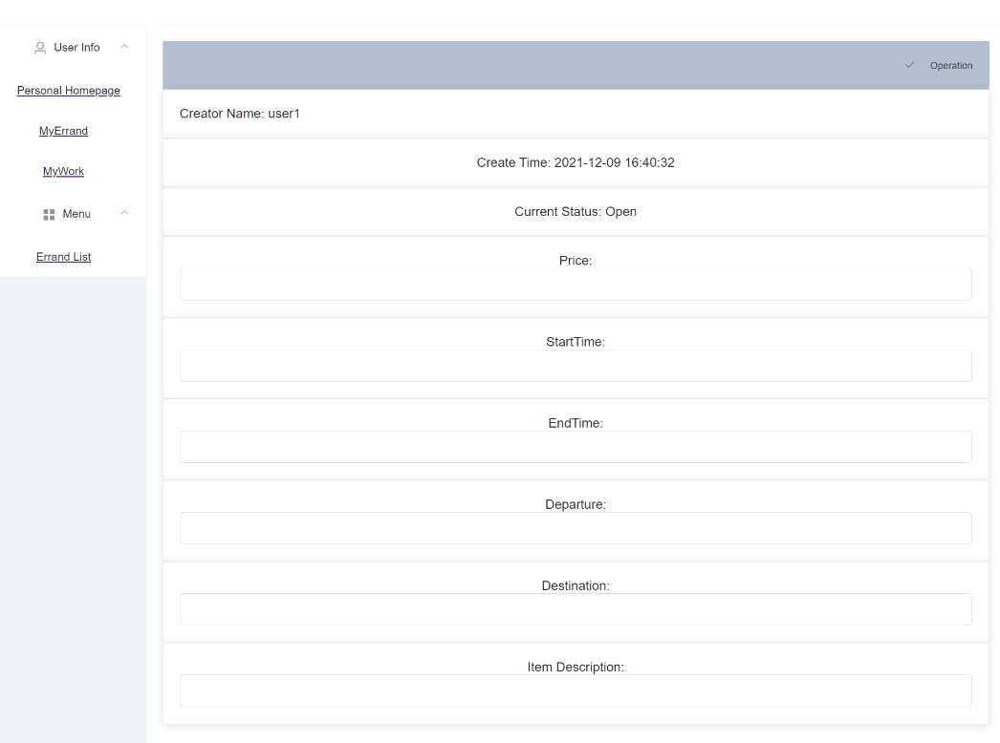 User Info
Personal Homepage
MyErrand
MyWork
Menu
Errand List
Operation
Creator Name: user1
Create Time: 2021-12-09 16:40:32
Current Status: Open
Price:
StartTime:
EndTime:
Departure:
Destination:
Item Description: